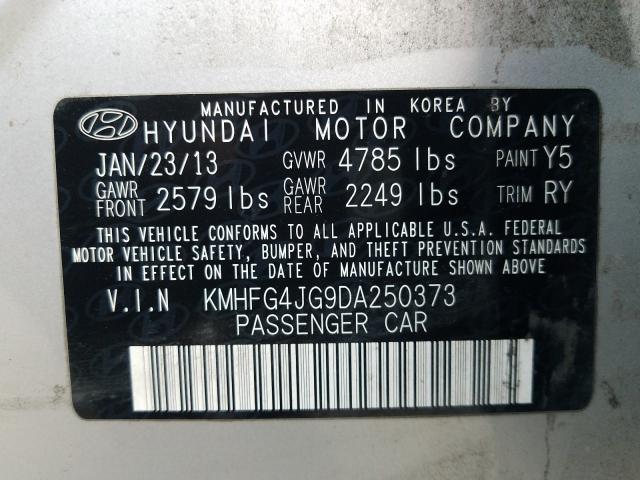 MANUFACTURED IN KOREA BY
HYUNDAI MOTOR COMPANY
JAN/23/13 GVWR 4785 lbs PAINT Y5
GAWR FRONT 2579 lbs GAWR REAR 2249 lbs TRIM RY
THIS VEHICLE CONFORMS TO ALL APPLICABLE U.S.A. FEDERAL
MOTOR VEHICLE SAFETY, BUMPER, AND THEFT PREVENTION STANDARDS
IN EFFECT ON THE DATE OF MANUFACTURE SHOWN ABOVE
V.I.N KMHFG4JG9DA250373
PASSENGER CAR